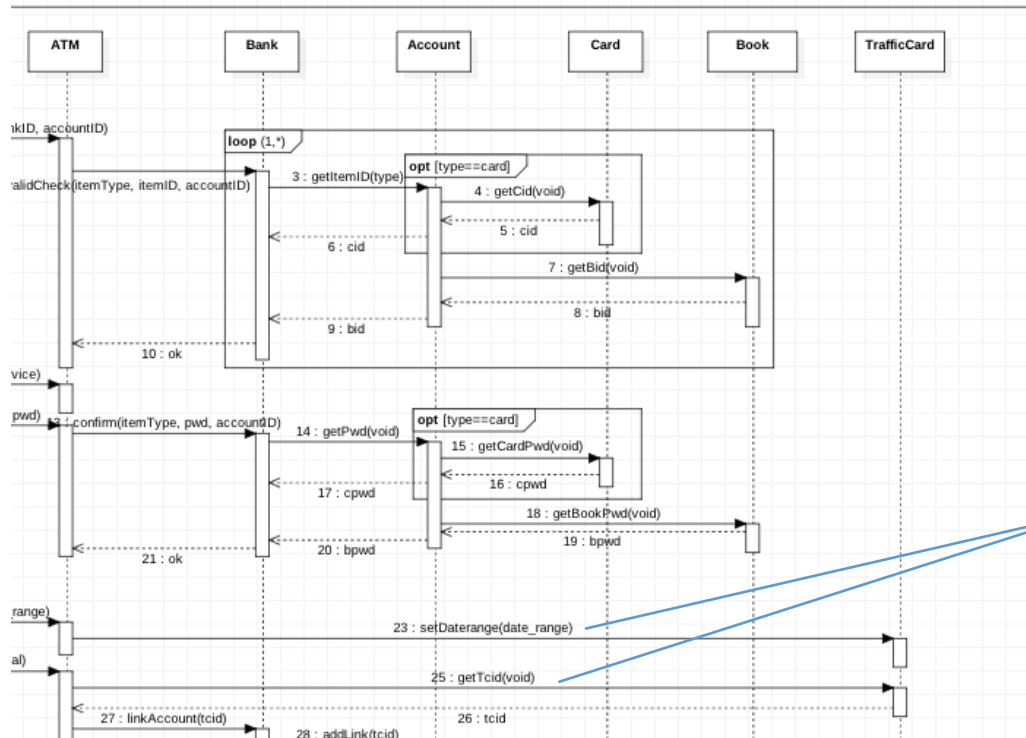 ATM
Bank
Account
Card
Book
TrafficCard
accountID)
loop (1,*)
opt [type==card]
validCheck(itemType, itemID, accountID)
3 : getItemID(type)
4 : getCid(void)
5 : cid
6 : cid
7 : getBid(void)
8 : bid
9 : bid
10 : ok
vice)
pwd)
13 : confirm(itemType, pwd, accountID)
opt [type==card]
14 : getPwd(void)
15 : getCardPwd(void)
16 : cpwd
17 : cpwd
18 : getBookPwd(void)
19 : bpwd
20 : bpwd
21 : ok
range)
23 : setDaterange(date_range)
al)
25 : getTcid(void)
26 : tcid
27 : linkAccount(tcid)
28 : addLink(tcid)